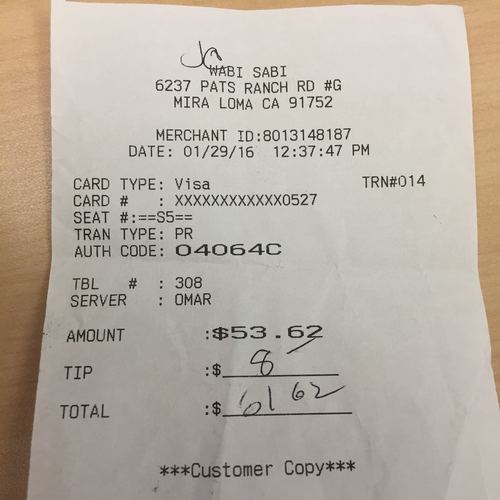 WABI SABI
6237 PATS RANCH RD #G
MIRA LOMA CA 91752
MERCHANT ID:8013148187
DATE: 01/29/16 12:37:47 PM
CARD TYPE: Visa TRN#014
CARD # : XXXXXXXXXXXX0527
SEAT #:==S5==
TRAN TYPE: PR
AUTH CODE: 04064C
TBL # : 308
SERVER : OMAR
AMOUNT :$53.62
TIP :$ 8
TOTAL :$ 61 62
***Customer Copy***